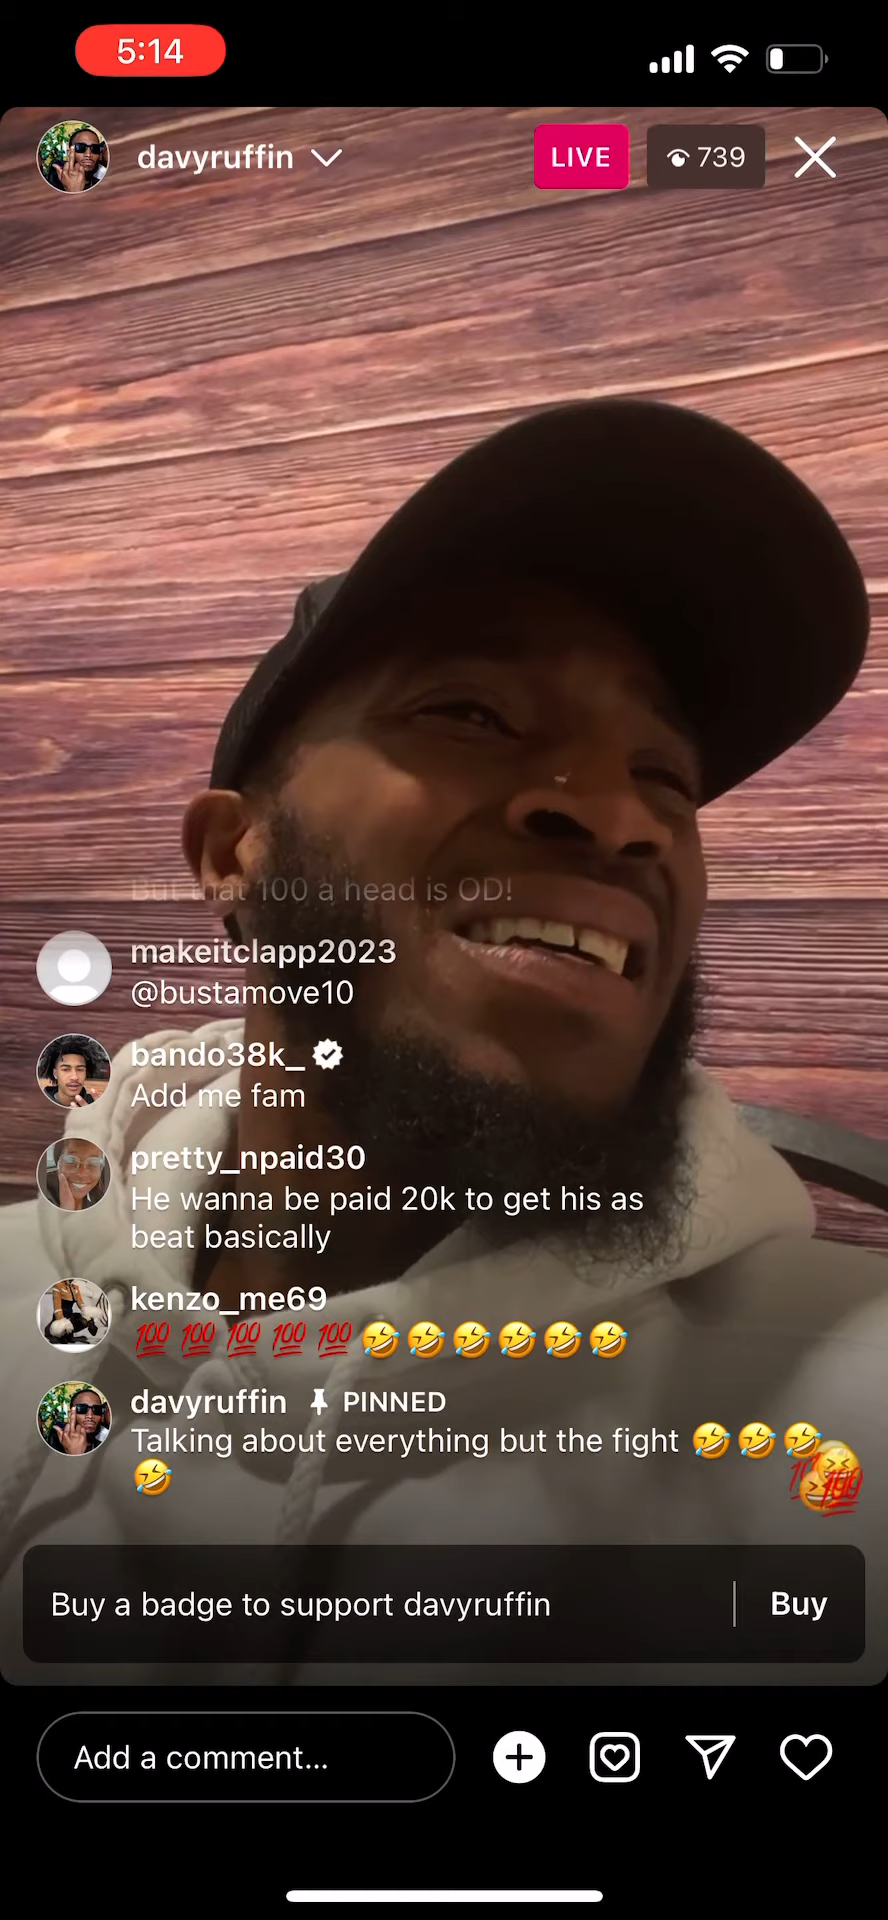 5:14
davyruffin
LIVE
739
But that 100 a head is OD!
makeitclapp2023
@bustamove10
bando38k_
Add me fam
pretty_npaid30
He wanna be paid 20k to get his as
beat basically
kenzo_me69
💯 💯 💯 💯 💯 🤣 🤣 🤣 🤣 🤣 🤣
davyruffin PINNED
Talking about everything but the fight 🤣 🤣 🤣
🤣
Buy a badge to support davyruffin
Buy
Add a comment...